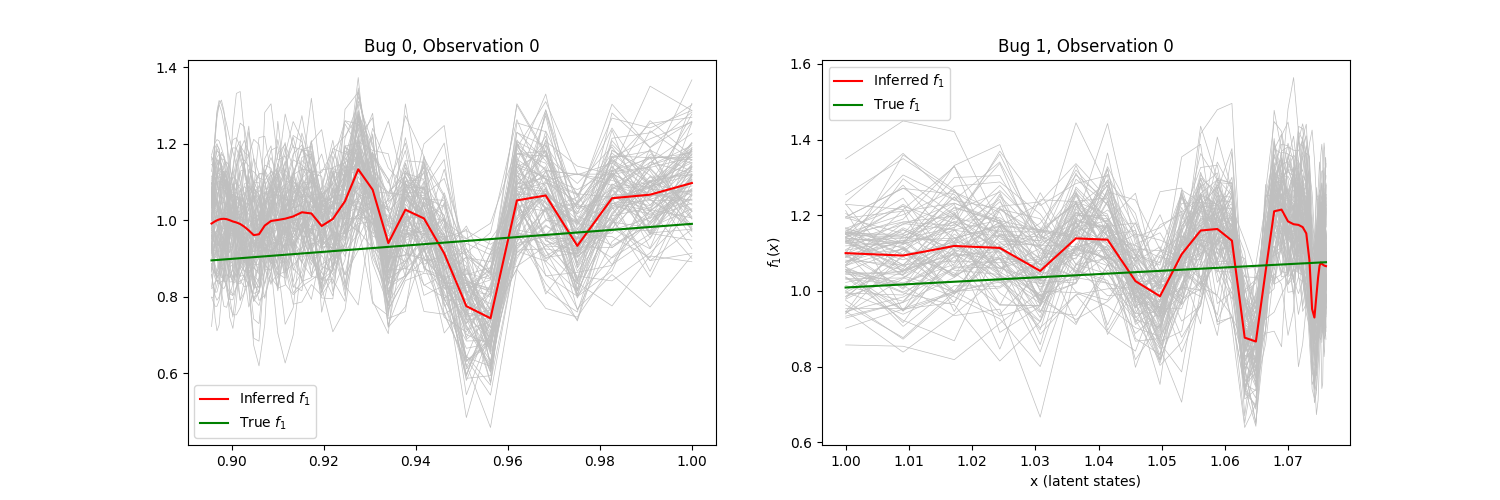 Bug 0, Observation 0
1.4
1.2
1.0
0.8
0.6
Inferred f₁
True f₁
0.90 0.92 0.94 0.96 0.98 1.00
Bug 1, Observation 0
Inferred f₁
True f₁
1.6
1.4
1.2
1.0
0.8
0.6
f₁(x)
1.00 1.01 1.02 1.03 1.04 1.05 1.06 1.07
x (latent states)